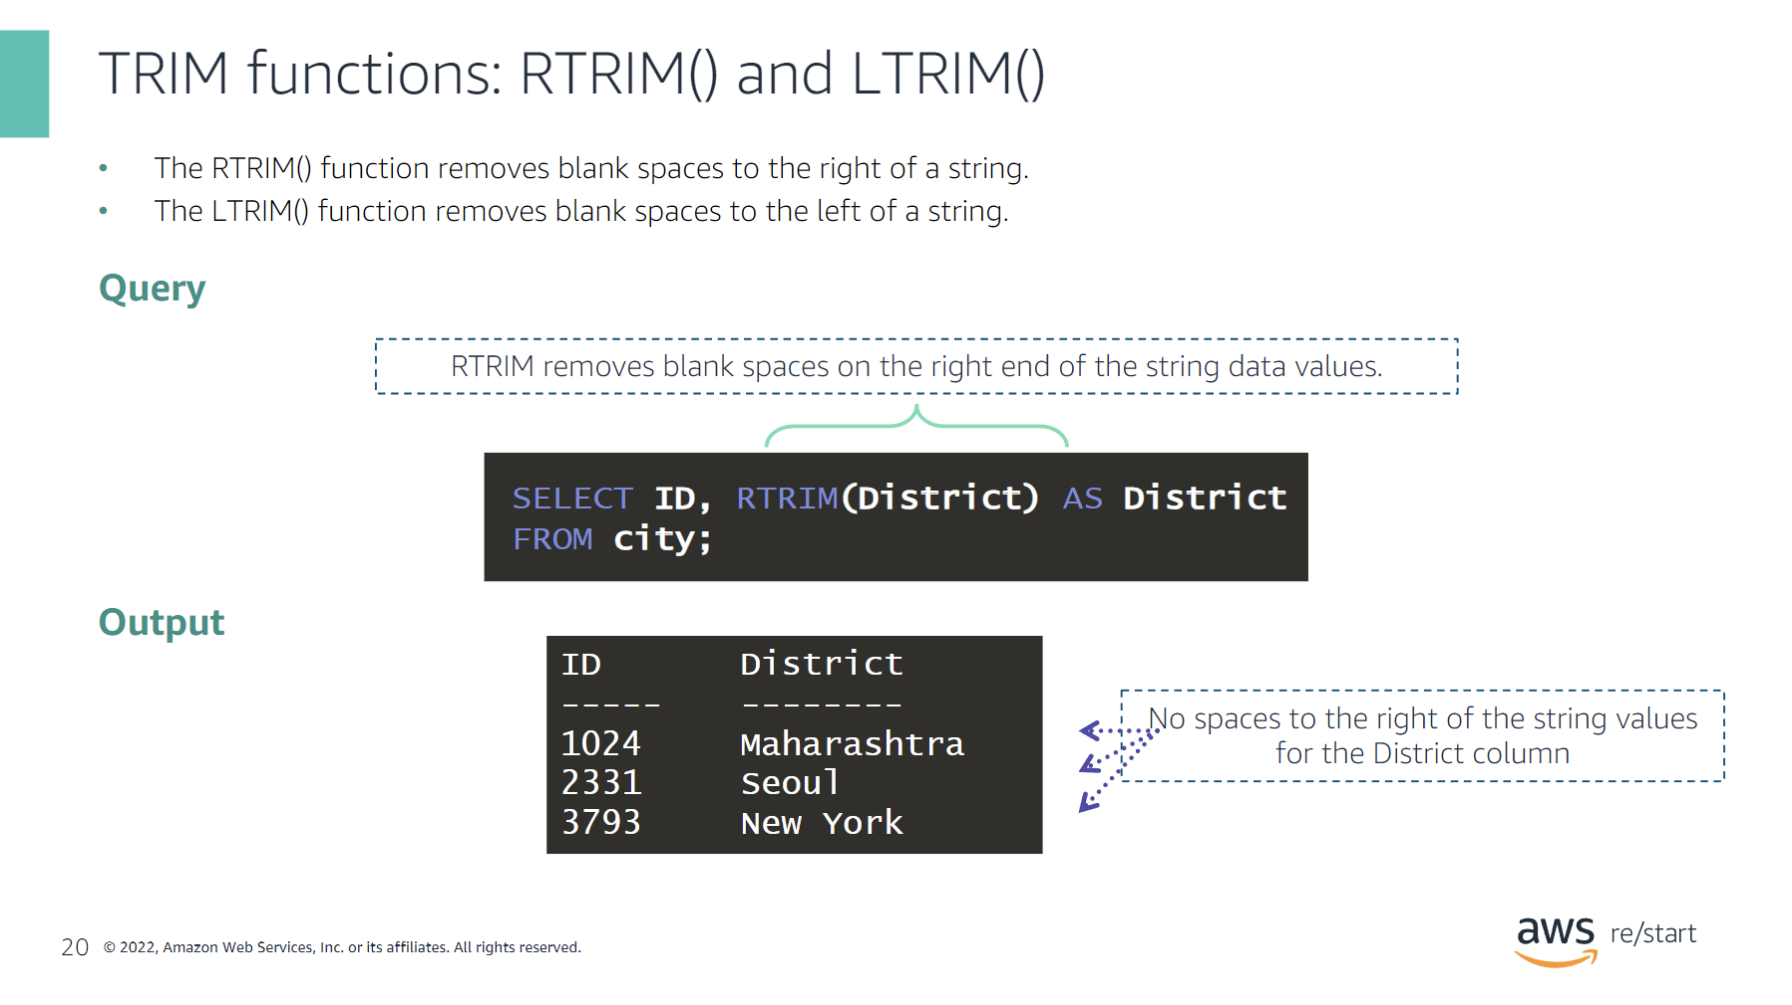 TRIM functions: RTRIM() and LTRIM()
• The RTRIM() function removes blank spaces to the right of a string.
• The LTRIM() function removes blank spaces to the left of a string.
Query
RTRIM removes blank spaces on the right end of the string data values.
SELECT ID, RTRIM(District) AS District
FROM city;
Output
ID District
----- --------
1024 Maharashtra
2331 Seoul
3793 New York
No spaces to the right of the string values
for the District column
20 © 2022, Amazon Web Services, Inc. or its affiliates. All rights reserved.
aws re/start